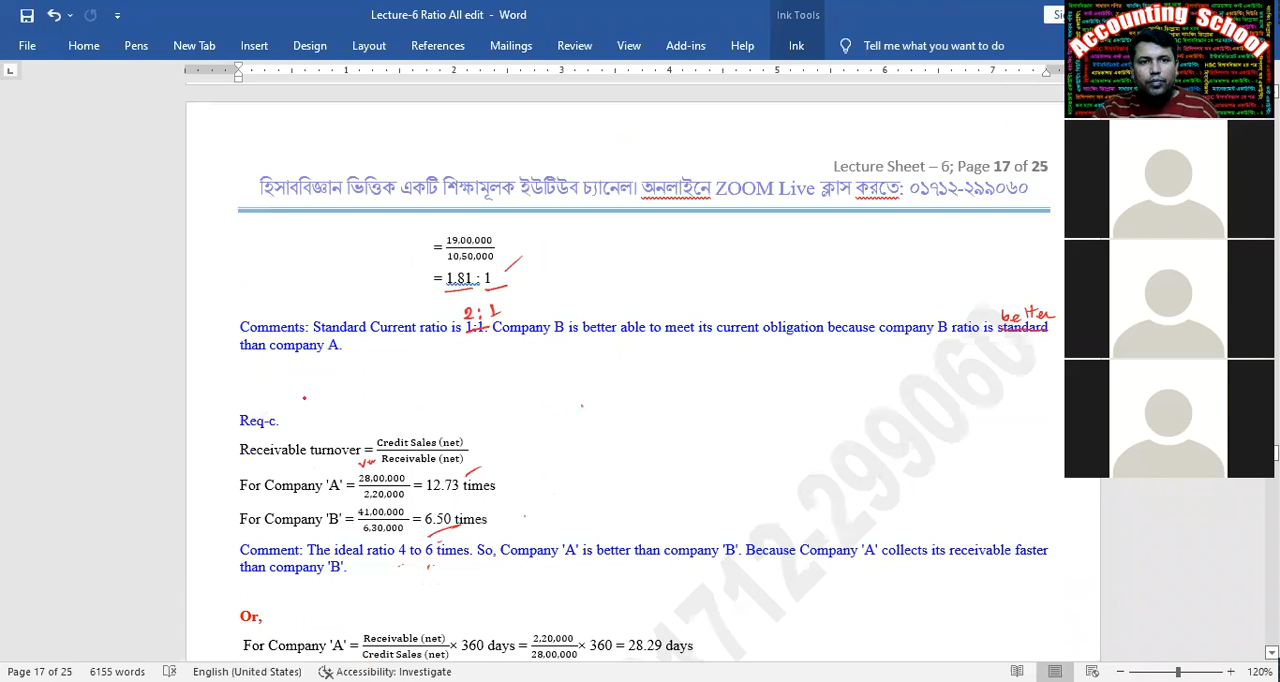 Lecture-6 Ratio All edit - Word
Ink Tools
File Home Pens New Tab Insert Design Layout References Mailings Review View Add-ins Help Ink Tell me what you want to do
Accounting School
1 2 3 4 5 6 7
Lecture Sheet – 6; Page 17 of 25
হিসাববিজ্ঞান ভিত্তিক একটি শিক্ষামূলক ইউটিউব চ্যানেল। অনলাইনে ZOOM Live ক্লাস করতে: ০১৭১২-২৯৯০৬০
= 19,00,000 / 10,50,000
= 1.81 : 1
2 : 1
better
Comments: Standard Current ratio is 1:1. Company B is better able to meet its current obligation because company B ratio is standard
than company A.
Req-c.
Receivable turnover = Credit Sales (net) / Receivable (net)
For Company 'A' = 28,00,000 / 2,20,000 = 12.73 times
For Company 'B' = 41,00,000 / 6,30,000 = 6.50 times
Comment: The ideal ratio 4 to 6 times. So, Company 'A' is better than company 'B'. Because Company 'A' collects its receivable faster
than company 'B'.
Or,
For Company 'A' = Receivable (net) / Credit Sales (net) × 360 days = 2,20,000 / 28,00,000 × 360 = 28.29 days
1712-299060
Page 17 of 25 6155 words English (United States) Accessibility: Investigate 120%